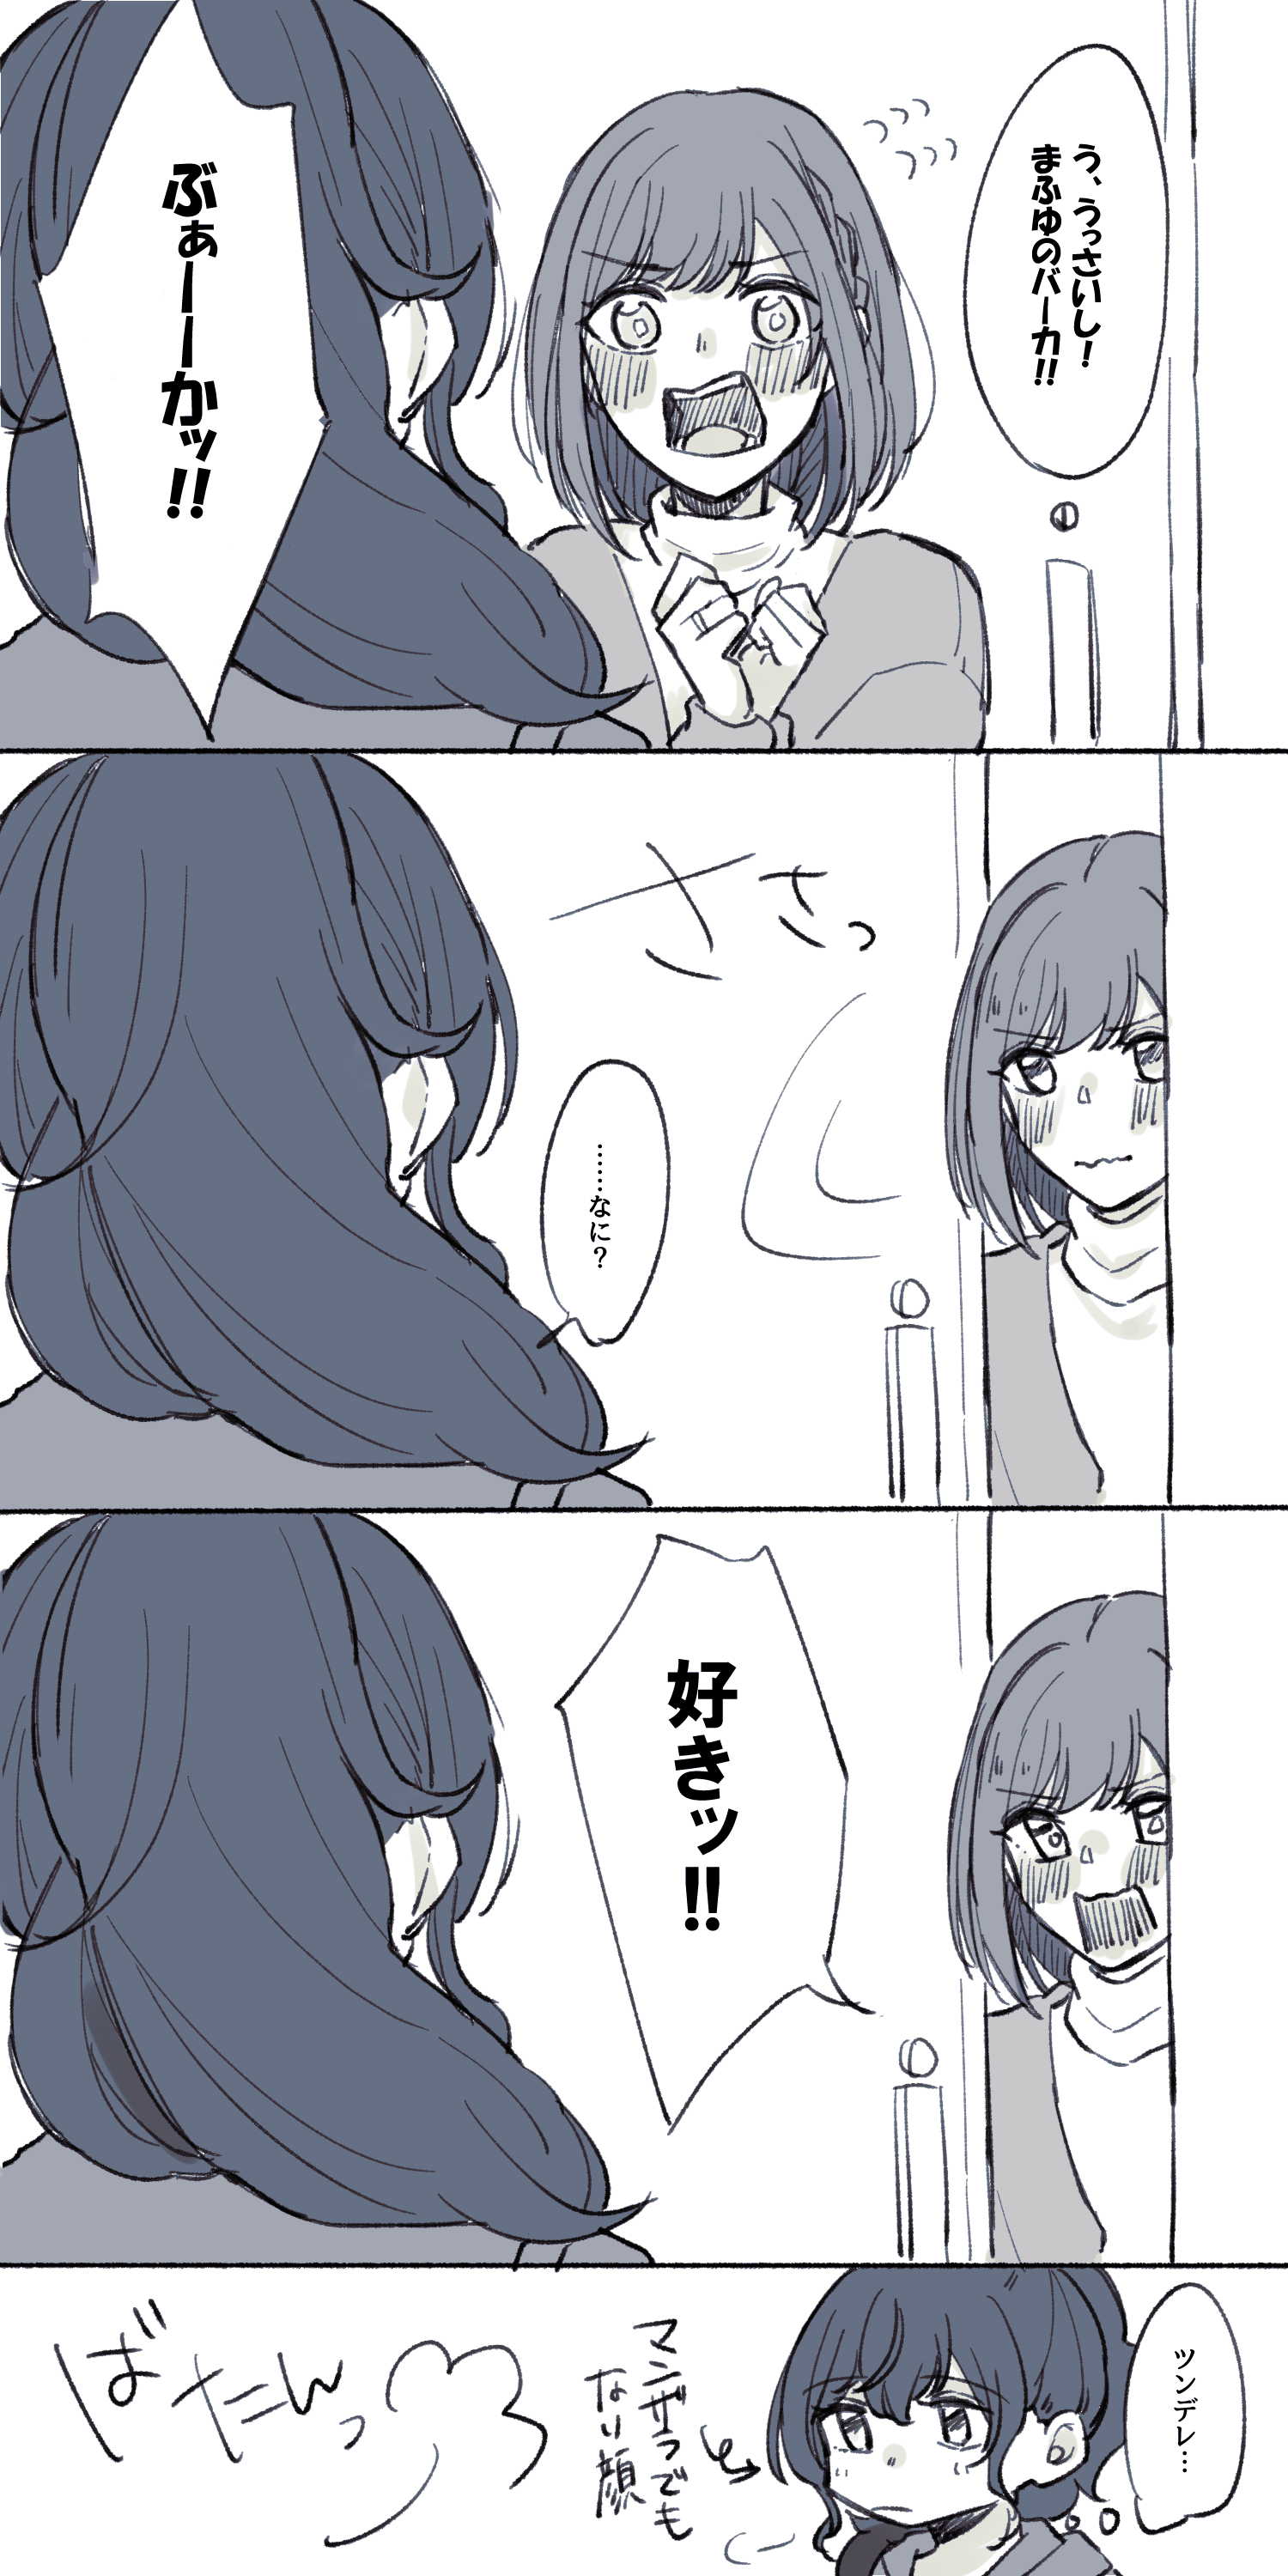 う、うっさいし!
まふゆのバーカ!!
ぶぁーーかッ!!
ささっ
……なに?
好きッ!!
ツンデレ…
マンザラでも
ない顔
ばたんっ